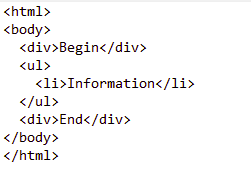 <html>
<body>
  <div>Begin</div>
  <ul>
    <li>Information</li>
  </ul>
  <div>End</div>
</body>
</html>